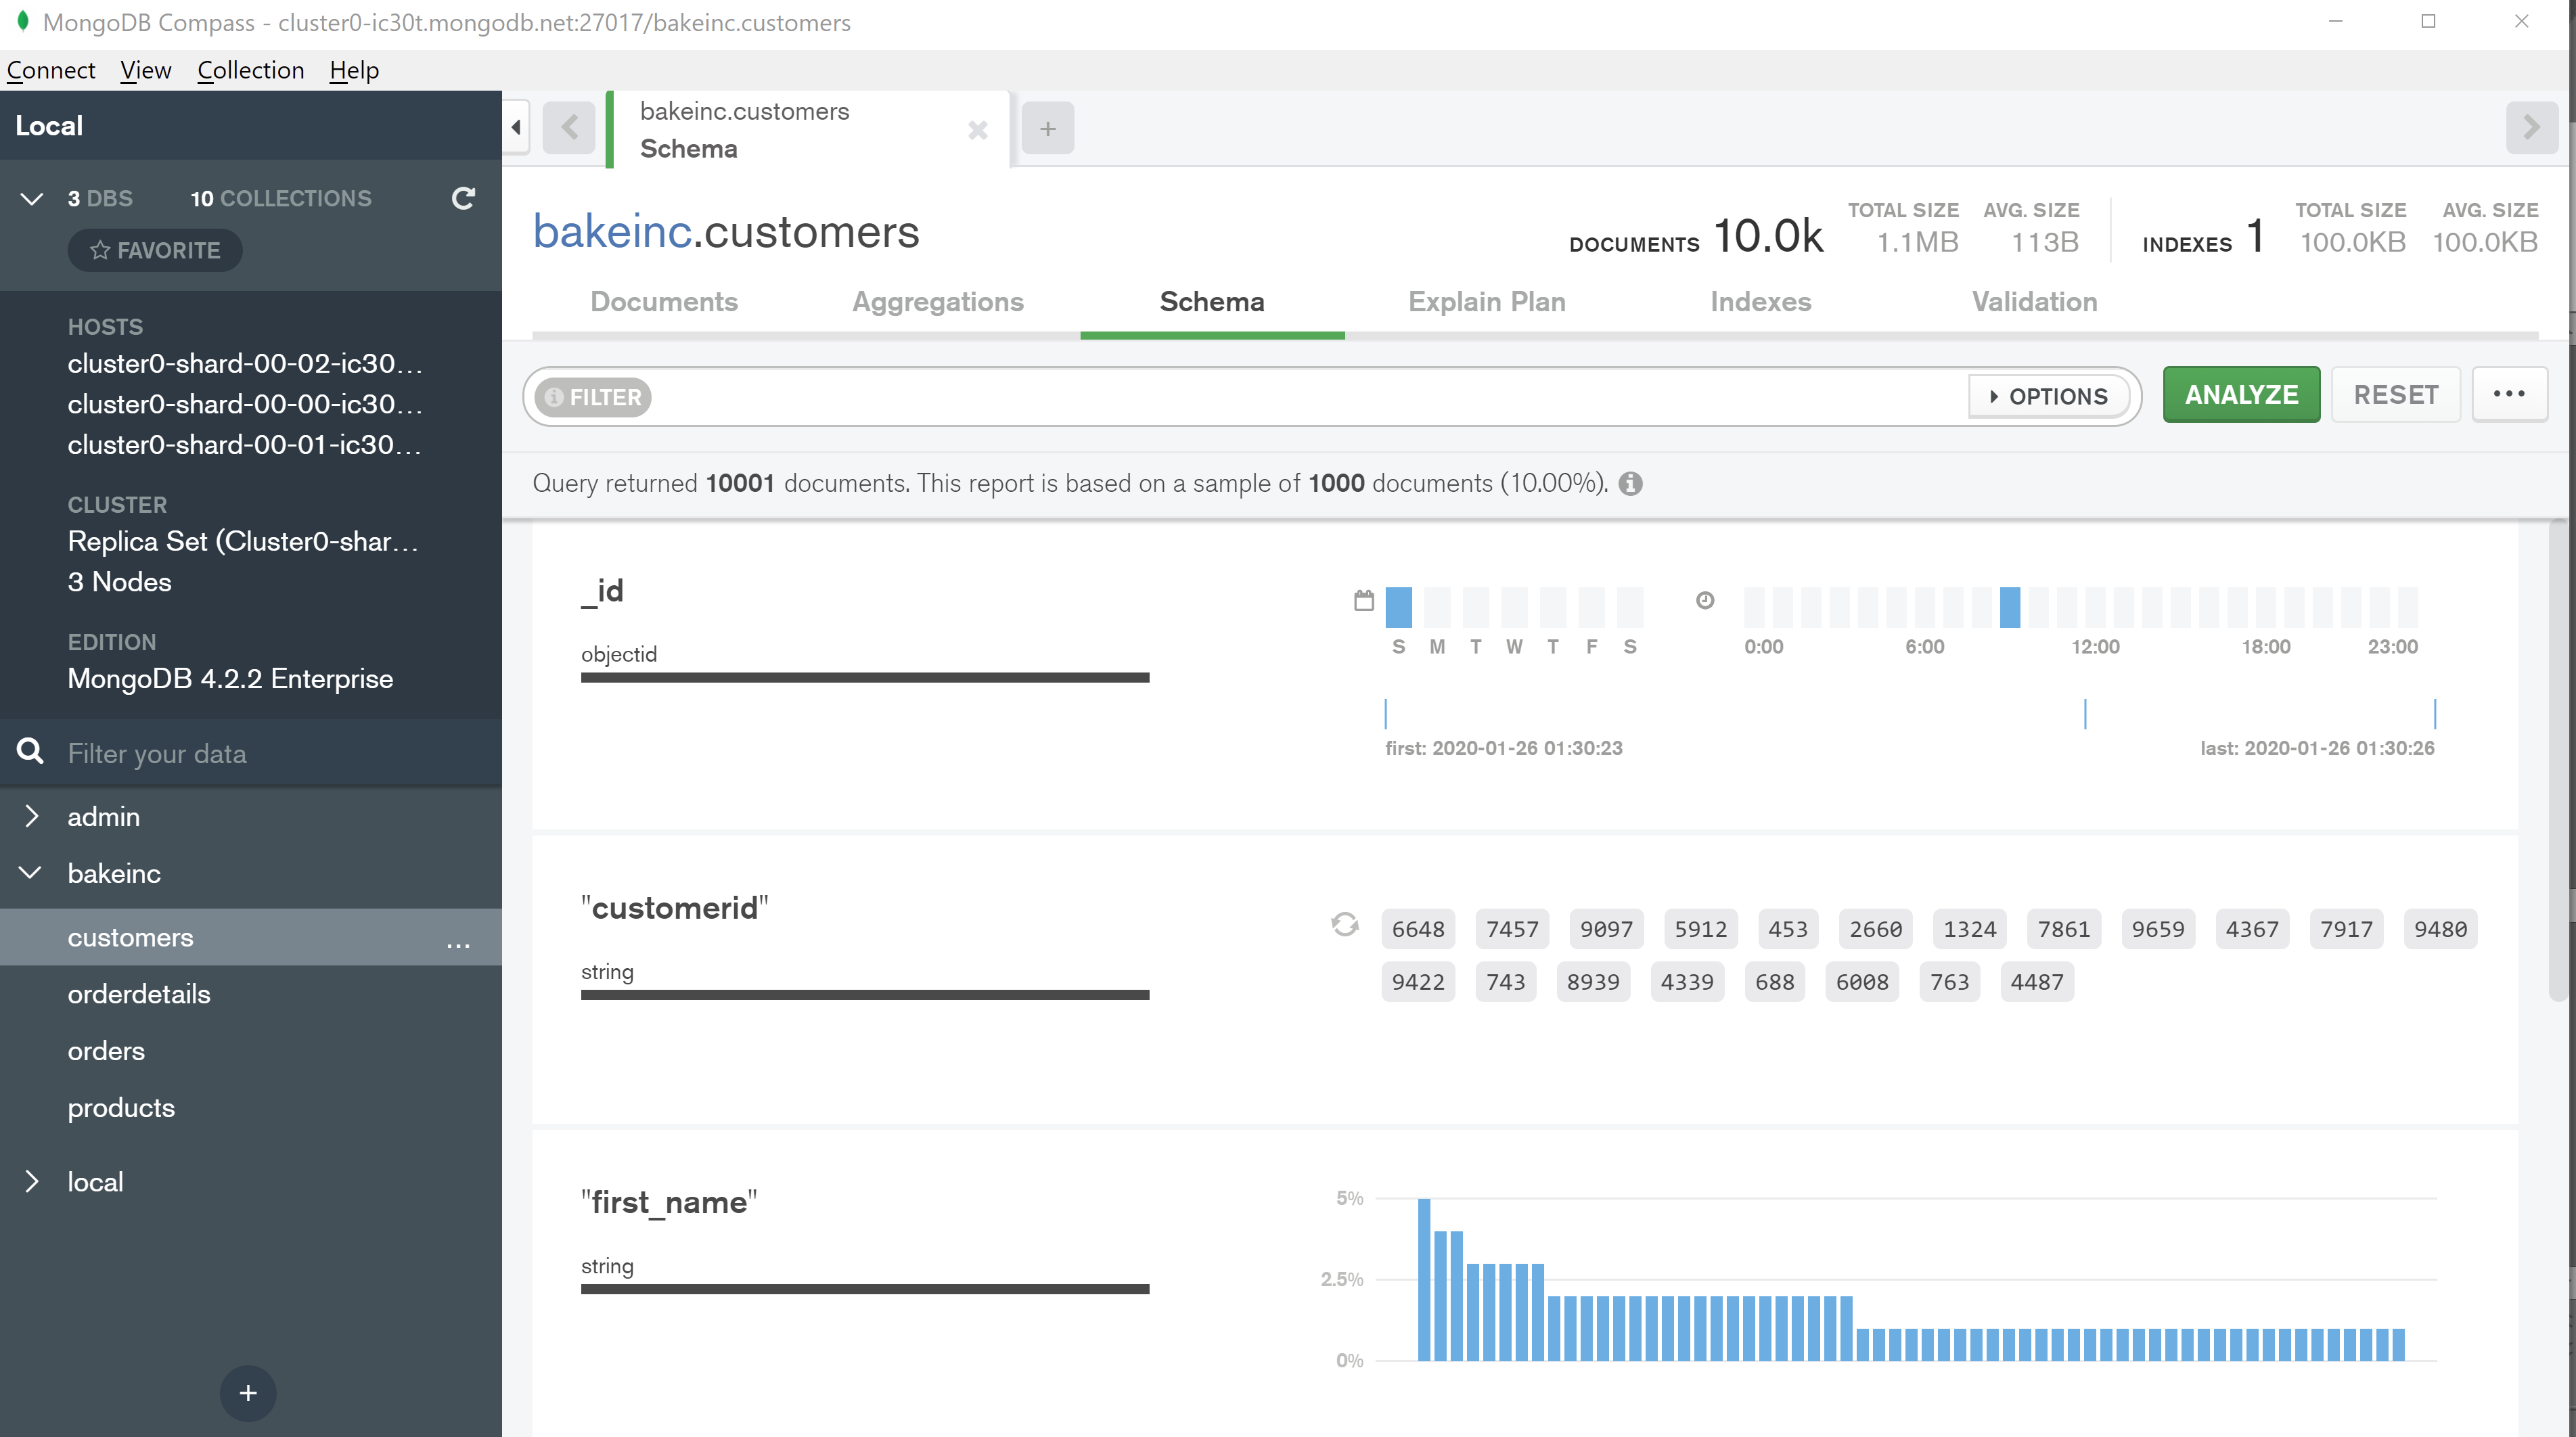 MongoDB Compass - cluster0-ic30t.mongodb.net:27017/bakeinc.customers
Connect View Collection Help
Local
3 DBS 10 COLLECTIONS
FAVORITE
HOSTS
cluster0-shard-00-02-ic30...
cluster0-shard-00-00-ic30...
cluster0-shard-00-01-ic30...
CLUSTER
Replica Set (Cluster0-shar...
3 Nodes
EDITION
MongoDB 4.2.2 Enterprise
Filter your data
admin
bakeinc
customers ...
orderdetails
orders
products
local
+
bakeinc.customers
Schema
+
bakeinc.customers
DOCUMENTS 10.0k TOTAL SIZE 1.1MB AVG. SIZE 113B
INDEXES 1 TOTAL SIZE 100.0KB AVG. SIZE 100.0KB
Documents Aggregations Schema Explain Plan Indexes Validation
FILTER OPTIONS ANALYZE RESET ...
Query returned 10001 documents. This report is based on a sample of 1000 documents (10.00%).
_id
objectid
S M T W T F S
0:00 6:00 12:00 18:00 23:00
first: 2020-01-26 01:30:23 last: 2020-01-26 01:30:26
"customerid"
string
6648 7457 9097 5912 453 2660 1324 7861 9659 4367 7917 9480
9422 743 8939 4339 688 6008 763 4487
"first_name"
string
5%
2.5%
0%